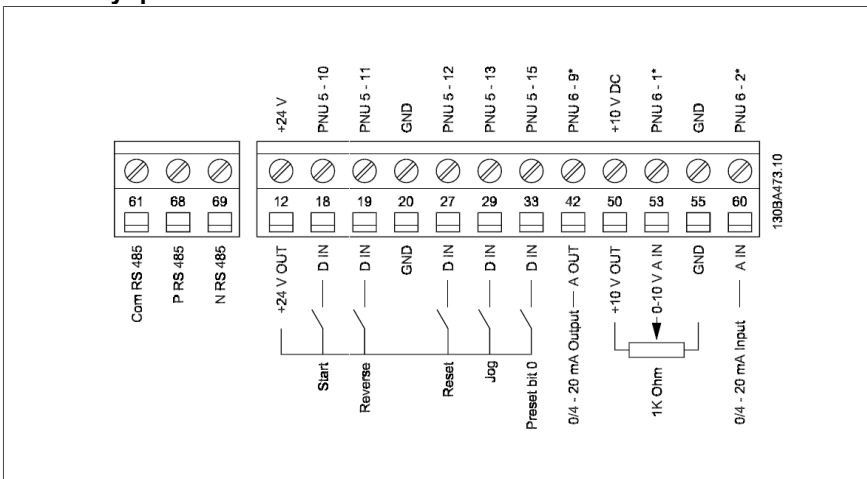 +24 V
PNU 5 - 10
PNU 5 - 11
GND
PNU 5 - 12
PNU 5 - 13
PNU 5 - 15
PNU 6 - 9*
+10 V DC
PNU 6 - 1*
GND
PNU 6 - 2*
61 68 69
12 18 19 20 27 29 33 42 50 53 55 60
130BA473.10
Com RS 485
P RS 485
N RS 485
+24 V OUT
D IN
D IN
GND
D IN
D IN
D IN
0/4 - 20 mA Output A OUT
+10 V OUT
0-10 V A IN
GND
0/4 - 20 mA Input A IN
Start
Reverse
Reset
Jog
Preset bit 0
1K Ohm